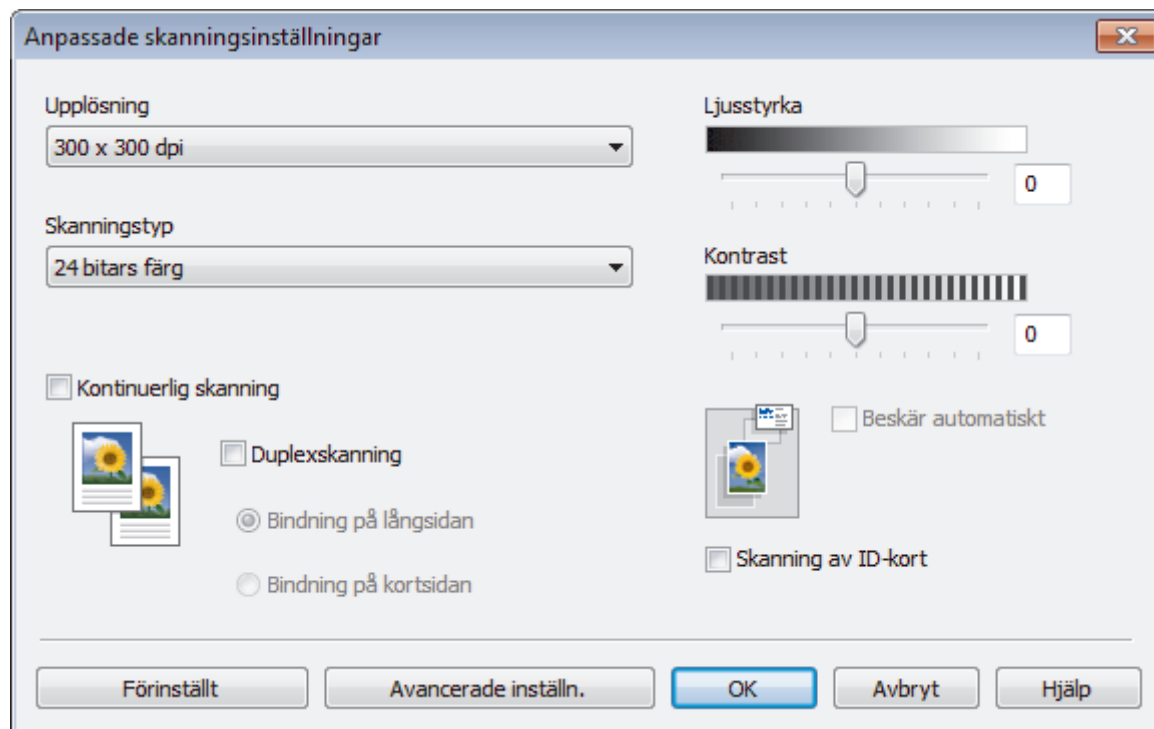 Anpassade skanningsinställningar
Upplösning
300 x 300 dpi
Skanningstyp
24 bitars färg
Kontinuerlig skanning
Duplexskanning
Bindning på långsidan
Bindning på kortsidan
Ljusstyrka
0
Kontrast
0
Beskär automatiskt
Skanning av ID-kort
Förinställt
Avancerade inställn.
OK
Avbryt
Hjälp